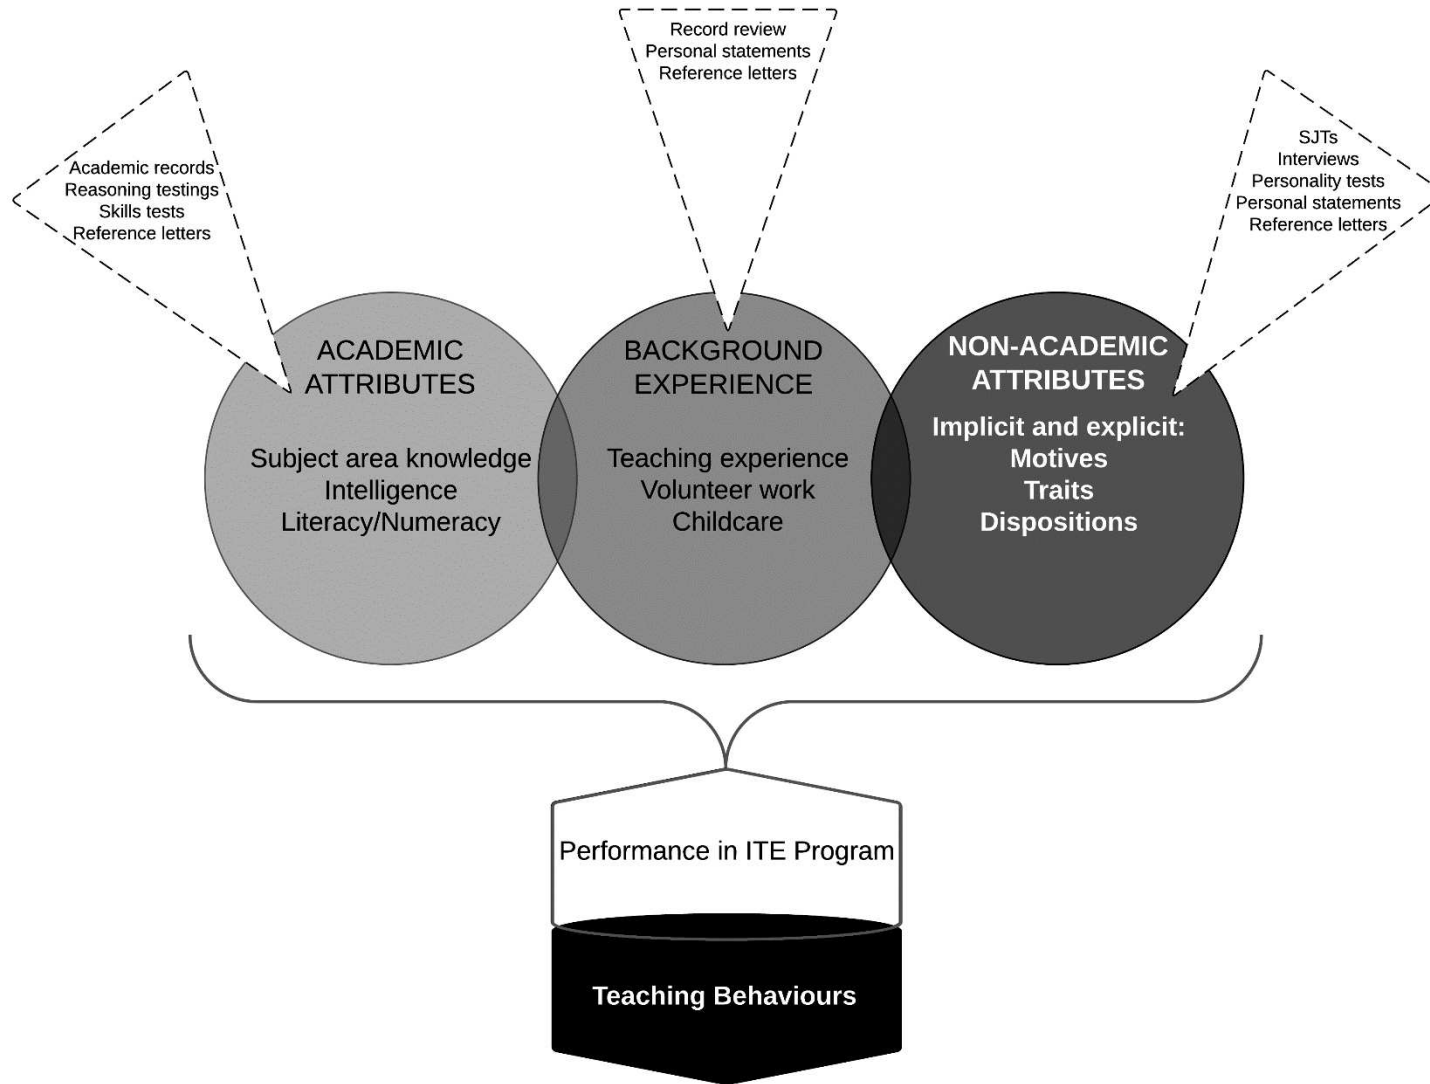 Record review
Personal statements
Reference letters
Academic records
Reasoning testings
Skills tests
Reference letters
SJTs
Interviews
Personality tests
Personal statements
Reference letters
ACADEMIC
ATTRIBUTES
Subject area knowledge
Intelligence
Literacy/Numeracy
BACKGROUND
EXPERIENCE
Teaching experience
Volunteer work
Childcare
NON-ACADEMIC
ATTRIBUTES
Implicit and explicit:
Motives
Traits
Dispositions
Performance in ITE Program
Teaching Behaviours